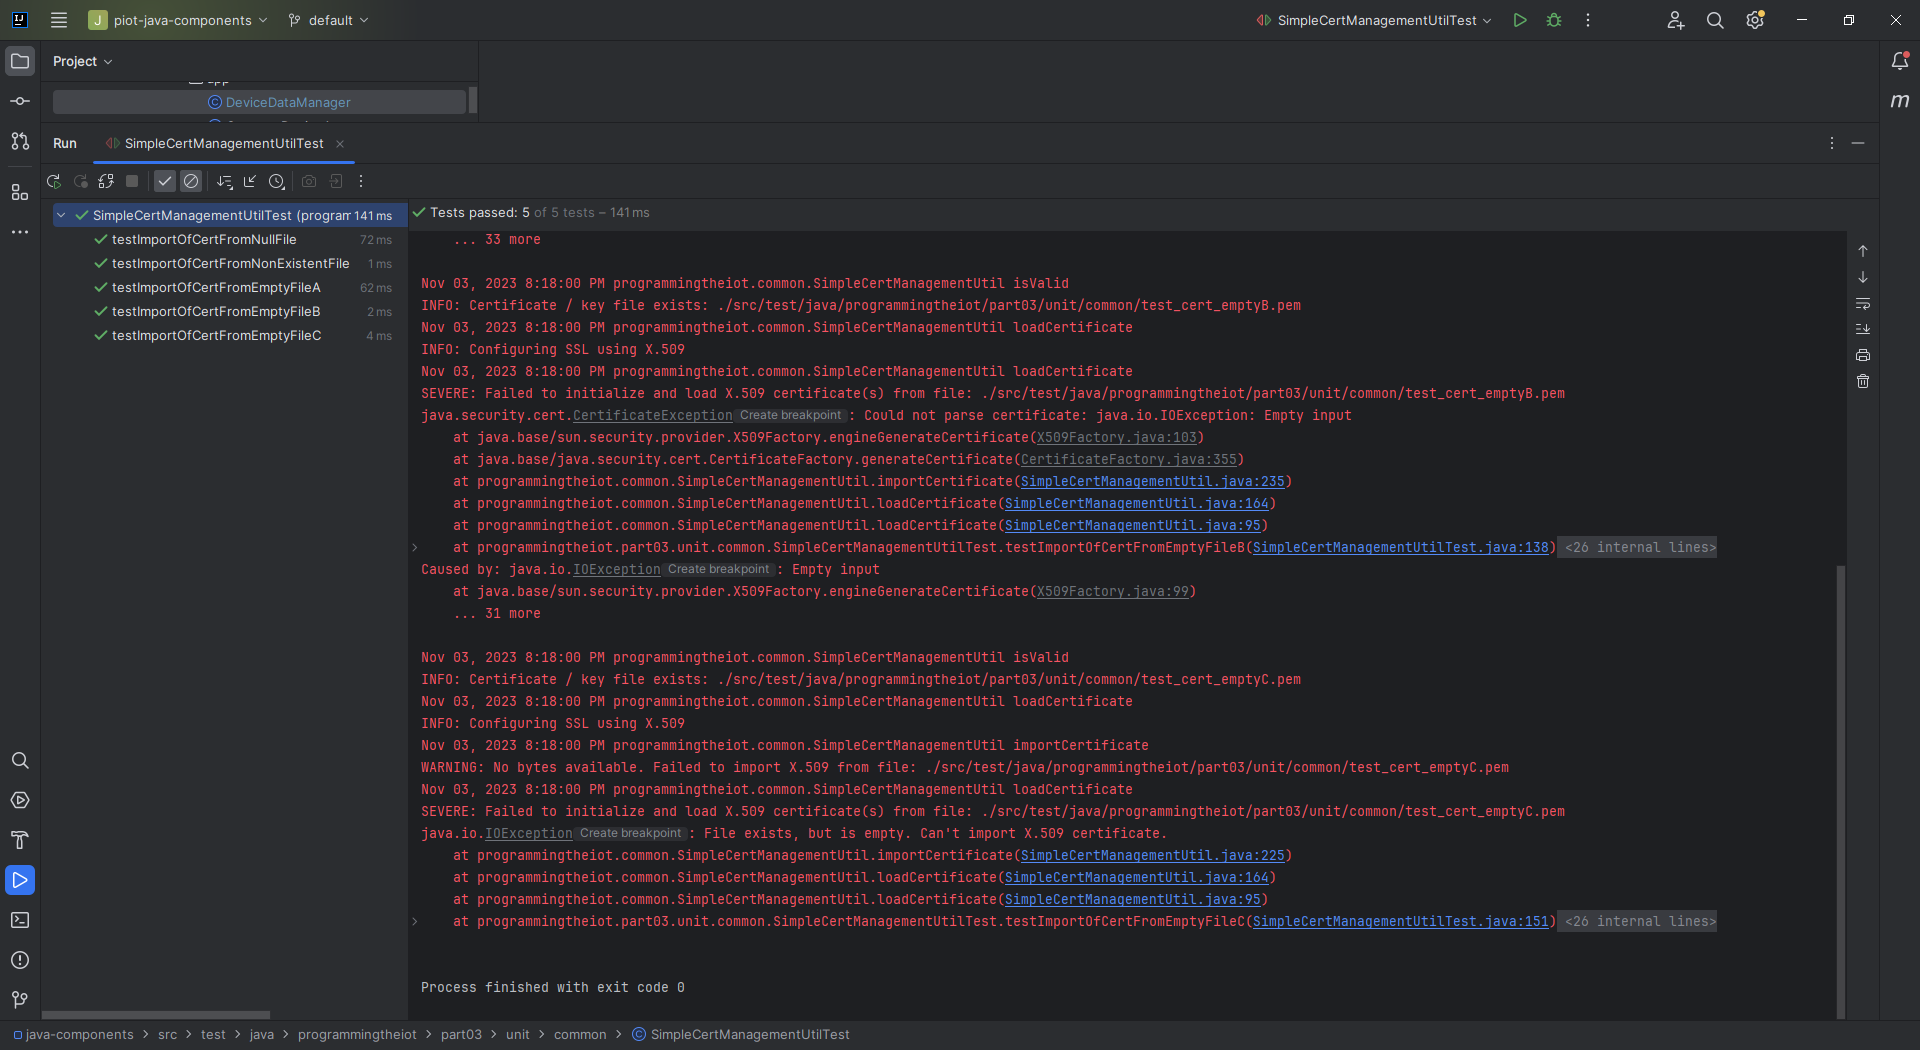 J piot-java-components default SimpleCertManagementUtilTest
Project
app
DeviceDataManager
Run SimpleCertManagementUtilTest
SimpleCertManagementUtilTest (program 141 ms
testImportOfCertFromNullFile 72 ms
testImportOfCertFromNonExistentFile 1 ms
testImportOfCertFromEmptyFileA 62 ms
testImportOfCertFromEmptyFileB 2 ms
testImportOfCertFromEmptyFileC 4 ms
Tests passed: 5 of 5 tests – 141 ms
... 33 more
Nov 03, 2023 8:18:00 PM programmingtheiot.common.SimpleCertManagementUtil isValid
INFO: Certificate / key file exists: ./src/test/java/programmingtheiot/part03/unit/common/test_cert_emptyB.pem
Nov 03, 2023 8:18:00 PM programmingtheiot.common.SimpleCertManagementUtil loadCertificate
INFO: Configuring SSL using X.509
Nov 03, 2023 8:18:00 PM programmingtheiot.common.SimpleCertManagementUtil loadCertificate
SEVERE: Failed to initialize and load X.509 certificate(s) from file: ./src/test/java/programmingtheiot/part03/unit/common/test_cert_emptyB.pem
java.security.cert.CertificateException Create breakpoint : Could not parse certificate: java.io.IOException: Empty input
at java.base/sun.security.provider.X509Factory.engineGenerateCertificate(X509Factory.java:103)
at java.base/java.security.cert.CertificateFactory.generateCertificate(CertificateFactory.java:355)
at programmingtheiot.common.SimpleCertManagementUtil.importCertificate(SimpleCertManagementUtil.java:235)
at programmingtheiot.common.SimpleCertManagementUtil.loadCertificate(SimpleCertManagementUtil.java:164)
at programmingtheiot.common.SimpleCertManagementUtil.loadCertificate(SimpleCertManagementUtil.java:95)
at programmingtheiot.part03.unit.common.SimpleCertManagementUtilTest.testImportOfCertFromEmptyFileB(SimpleCertManagementUtilTest.java:138) <26 internal lines>
Caused by: java.io.IOException Create breakpoint : Empty input
at java.base/sun.security.provider.X509Factory.engineGenerateCertificate(X509Factory.java:99)
... 31 more
Nov 03, 2023 8:18:00 PM programmingtheiot.common.SimpleCertManagementUtil isValid
INFO: Certificate / key file exists: ./src/test/java/programmingtheiot/part03/unit/common/test_cert_emptyC.pem
Nov 03, 2023 8:18:00 PM programmingtheiot.common.SimpleCertManagementUtil loadCertificate
INFO: Configuring SSL using X.509
Nov 03, 2023 8:18:00 PM programmingtheiot.common.SimpleCertManagementUtil importCertificate
WARNING: No bytes available. Failed to import X.509 from file: ./src/test/java/programmingtheiot/part03/unit/common/test_cert_emptyC.pem
Nov 03, 2023 8:18:00 PM programmingtheiot.common.SimpleCertManagementUtil loadCertificate
SEVERE: Failed to initialize and load X.509 certificate(s) from file: ./src/test/java/programmingtheiot/part03/unit/common/test_cert_emptyC.pem
java.io.IOException Create breakpoint : File exists, but is empty. Can't import X.509 certificate.
at programmingtheiot.common.SimpleCertManagementUtil.importCertificate(SimpleCertManagementUtil.java:225)
at programmingtheiot.common.SimpleCertManagementUtil.loadCertificate(SimpleCertManagementUtil.java:164)
at programmingtheiot.common.SimpleCertManagementUtil.loadCertificate(SimpleCertManagementUtil.java:95)
at programmingtheiot.part03.unit.common.SimpleCertManagementUtilTest.testImportOfCertFromEmptyFileC(SimpleCertManagementUtilTest.java:151) <26 internal lines>
Process finished with exit code 0
java-components > src > test > java > programmingtheiot > part03 > unit > common > SimpleCertManagementUtilTest